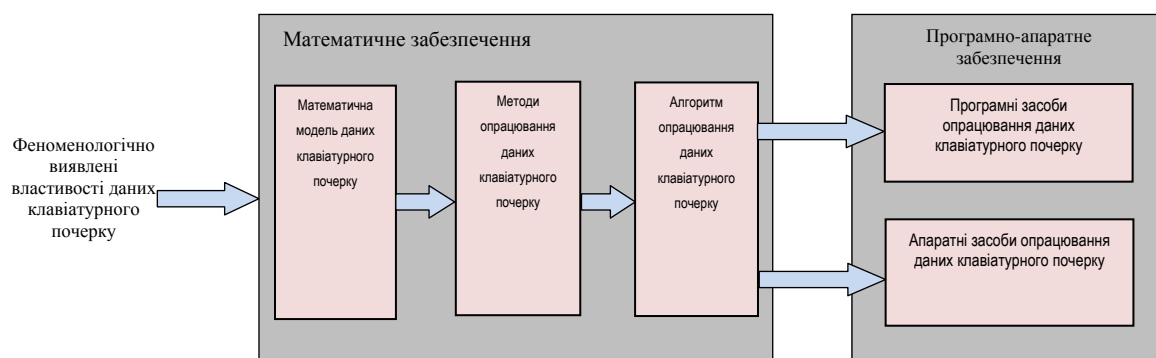 Феноменологічно
виявлені
властивості даних
клавіатурного
почерку
Математичне забезпечення
Математична
модель даних
клавіатурного
почерку
Методи
опрацювання
даних
клавіатурного
почерку
Алгоритм
опрацювання
даних
клавіатурного
почерку
Програмно-апаратне
забезпечення
Програмні засоби
опрацювання даних
клавіатурного почерку
Апаратні засоби опрацювання
даних клавіатурного почерку